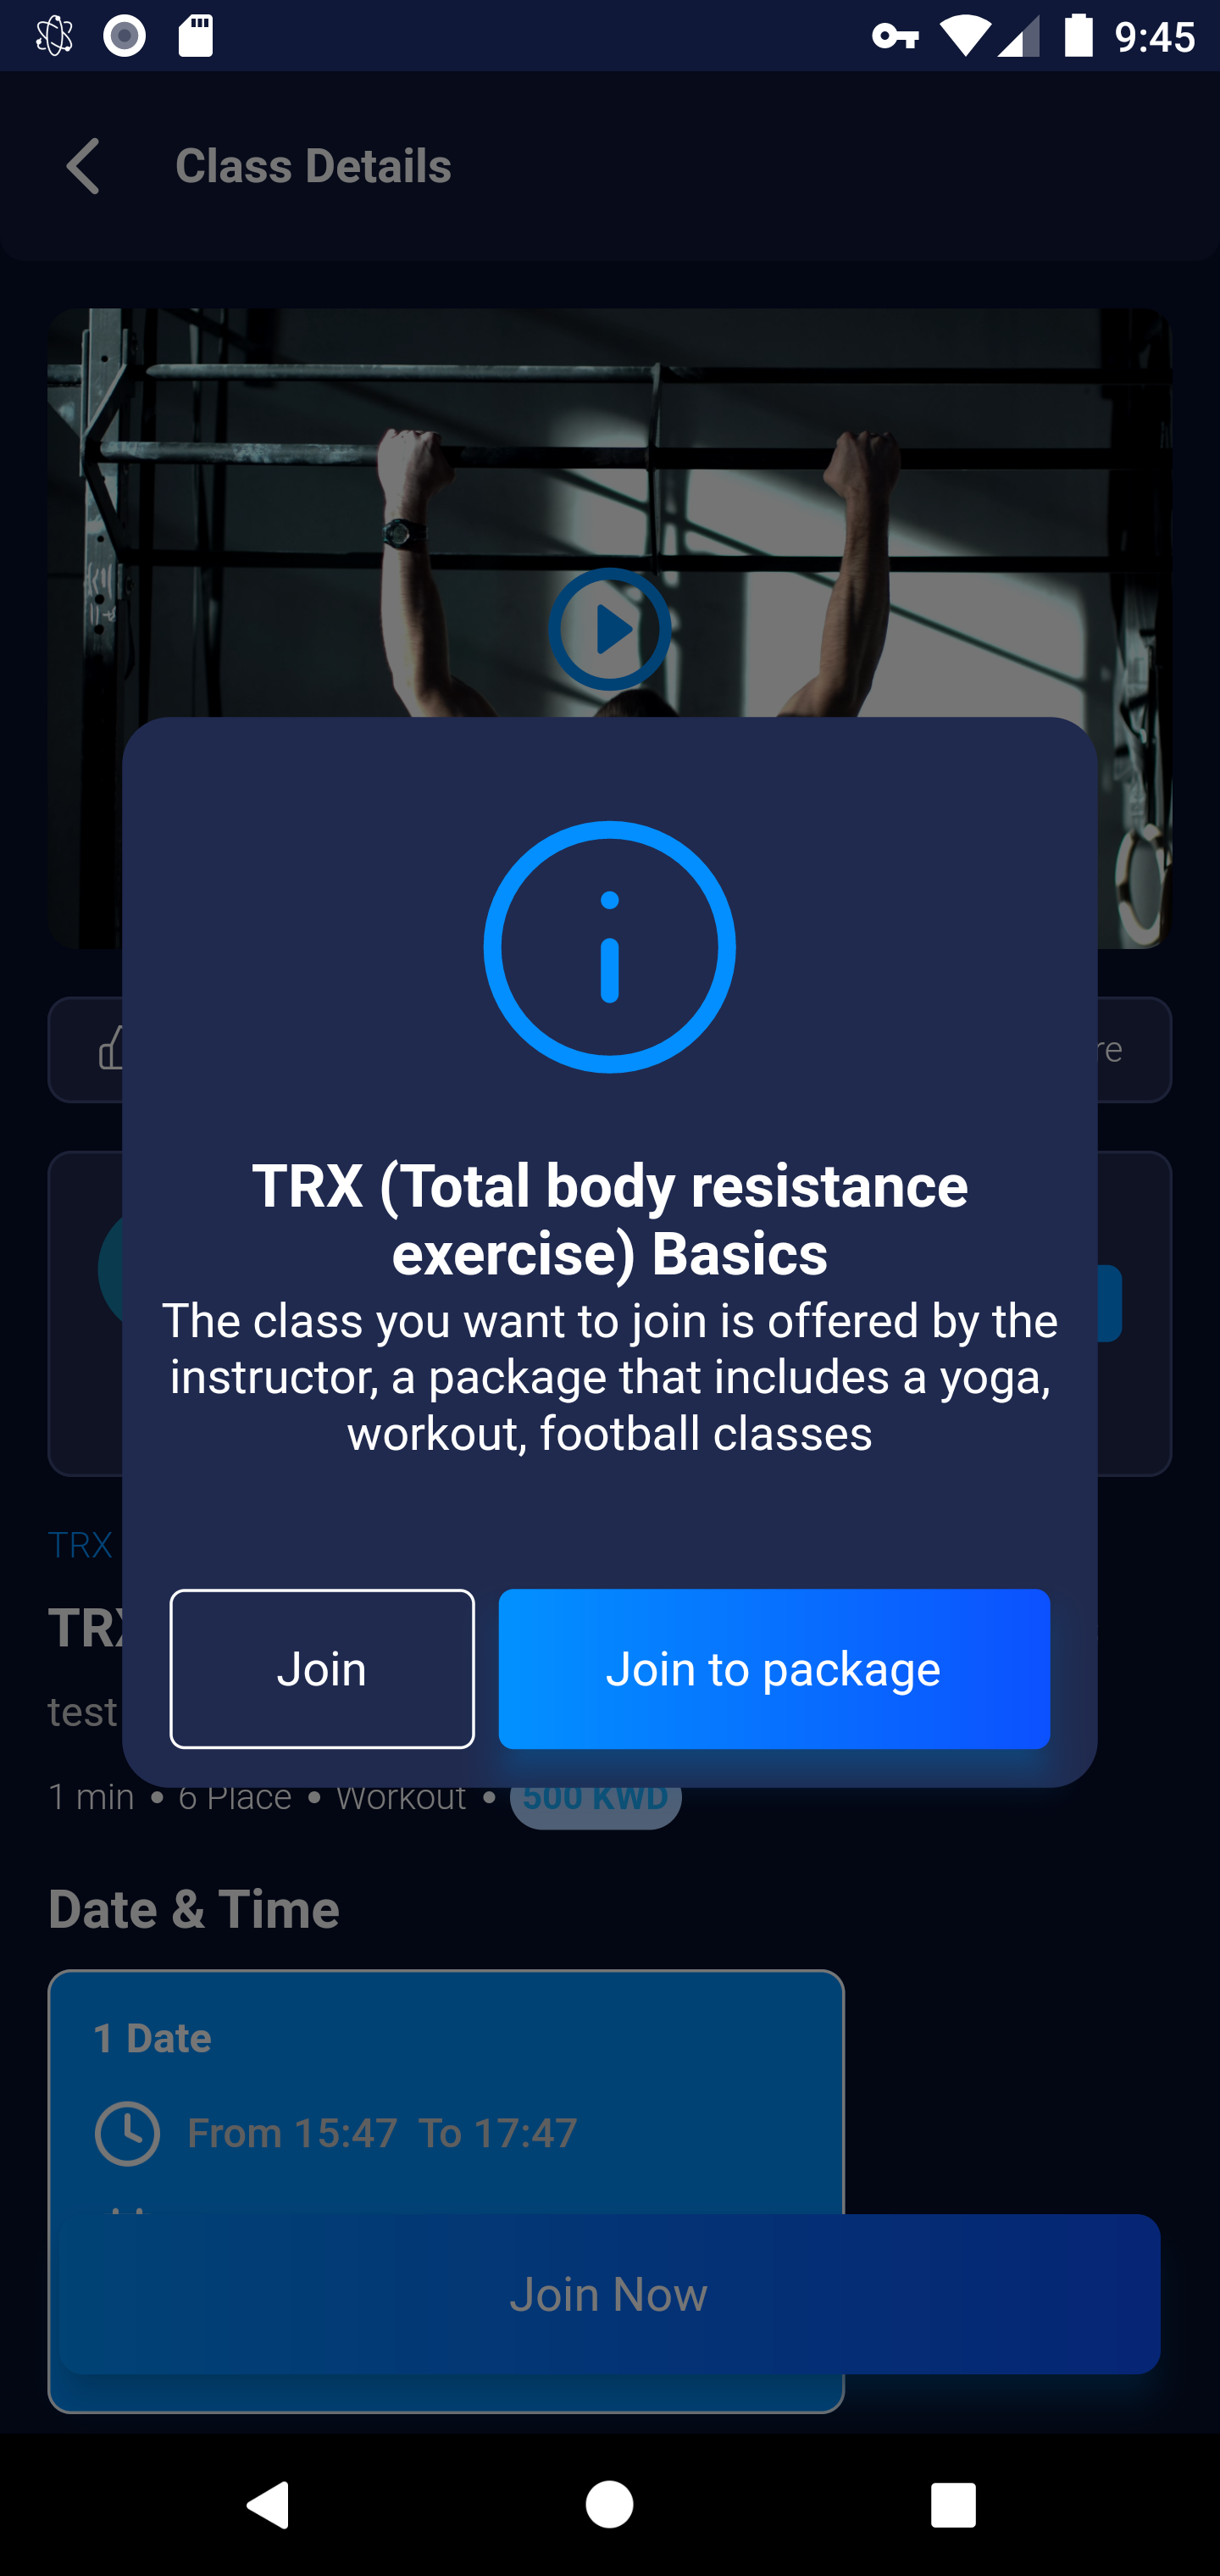 9:45
Class Details
re
TRX (Total body resistance
exercise) Basics
The class you want to join is offered by the
instructor, a package that includes a yoga,
workout, football classes
TRX
TRX
test
Join
Join to package
1 min • 6 Place • Workout • 500 KWD
Date & Time
1 Date
From 15:47 To 17:47
Join Now